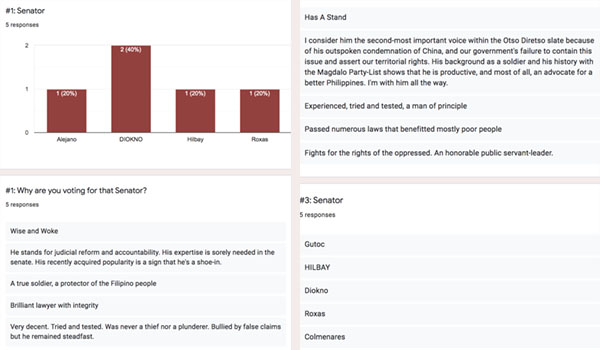 #1: Senator
5 responses
2
1
0
1 (20%)
2 (40%)
1 (20%)
1 (20%)
Alejano
DIOKNO
Hilbay
Roxas
#1: Why are you voting for that Senator?
5 responses
Wise and Woke
He stands for judicial reform and accountability. His expertise is sorely needed in the
senate. His recently acquired popularity is a sign that he's a shoe-in.
A true soldier, a protector of the Filipino people
Brilliant lawyer with integrity
Very decent. Tried and tested. Was never a thief nor a plunderer. Bullied by false claims
but he remained steadfast.
Has A Stand
I consider him the second-most important voice within the Otso Diretso slate because
of his outspoken condemnation of China, and our government's failure to contain this
issue and assert our territorial rights. His background as a soldier and his history with
the Magdalo Party-List shows that he is productive, and most of all, an advocate for a
better Philippines. I'm with him all the way.
Experienced, tried and tested, a man of principle
Passed numerous laws that benefitted mostly poor people
Fights for the rights of the oppressed. An honorable public servant-leader.
#3: Senator
5 responses
Gutoc
HILBAY
Diokno
Roxas
Colmenares